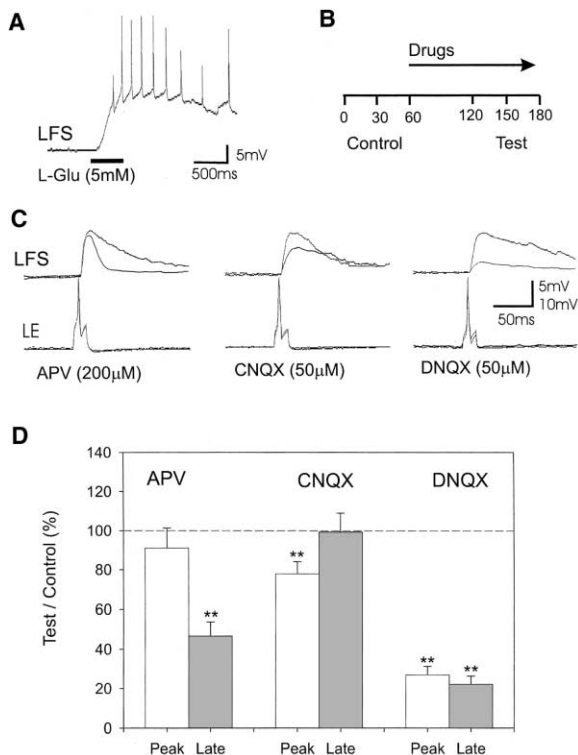 A
LFS
L-Glu (5mM)
5mV
500ms
B
Drugs
0 30 60 120 150 180
Control Test
C
LFS
LE
5mV
10mV
50ms
APV (200μM) CNQX (50μM) DNQX (50μM)
D
Test / Control (%)
140
120
100
80
60
40
20
0
APV CNQX DNQX
** ** ** **
Peak Late Peak Late Peak Late